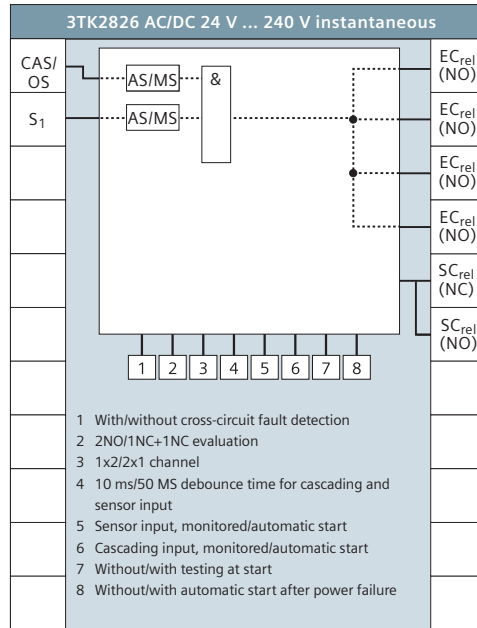 3TK2826 AC/DC 24 V ... 240 V instantaneous
CAS/
OS
AS/MS
&
ECrel
(NO)
S1
AS/MS
ECrel
(NO)
ECrel
(NO)
ECrel
(NO)
SCrel
(NC)
SCrel
(NO)
1 2 3 4 5 6 7 8
1 With/without cross-circuit fault detection
2 2NO/1NC+1NC evaluation
3 1x2/2x1 channel
4 10 ms/50 MS debounce time for cascading and
sensor input
5 Sensor input, monitored/automatic start
6 Cascading input, monitored/automatic start
7 Without/with testing at start
8 Without/with automatic start after power failure